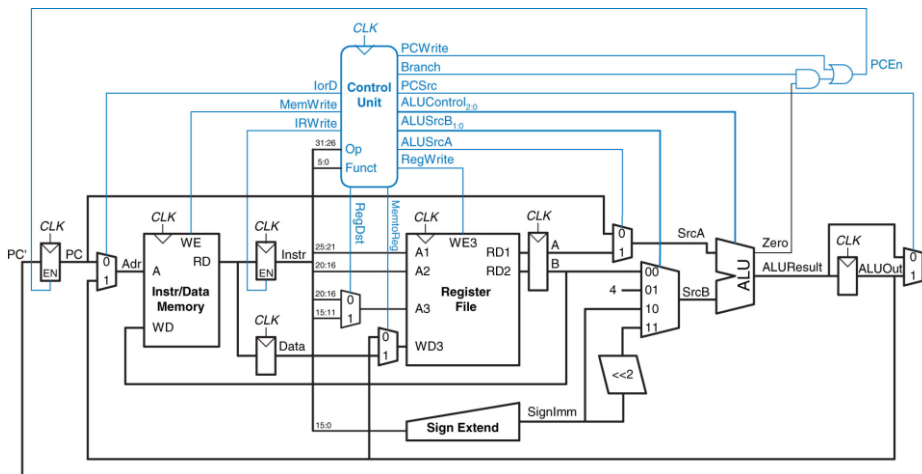 CLK
PCWrite
Branch
PCEn
IorD
Control
Unit
PCSrc
MemWrite
ALUControl2:0
IRWrite
ALUSrcB1:0
31:26
Op
ALUSrcA
5:0
Funct
RegWrite
RegDst
MemtoReg
CLK
CLK
CLK
CLK
CLK
PC'
EN
PC
0
1
Adr
WE
A
RD
Instr/Data
Memory
WD
EN
Instr
25:21
20:16
20:16
15:11
0
1
A1
A2
A3
WD3
WE3
RD1
RD2
Register
File
A
B
0
1
SrcA
00
4
01
10
11
SrcB
ALU
Zero
ALUResult
CLK
ALUOut
0
1
CLK
Data
0
1
<<2
SignImm
15:0
Sign Extend